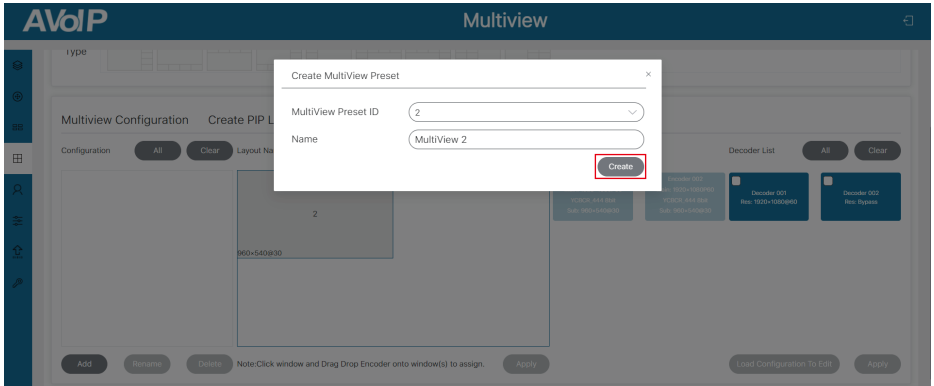 AVoIP
Multiview
Type
Create MultiView Preset
×
MultiView Preset ID
2
Name
MultiView 2
Create
Multiview Configuration
Create PIP L
Configuration
All
Clear
Layout Na
Decoder List
All
Clear
2
960×540@30
Decoder 001
Res: 1920×1080@60
Decoder 002
Res: Bypass
Add
Rename
Delete
Note:Click window and Drag Drop Encoder onto window(s) to assign.
Apply
Load Configuration To Edit
Apply